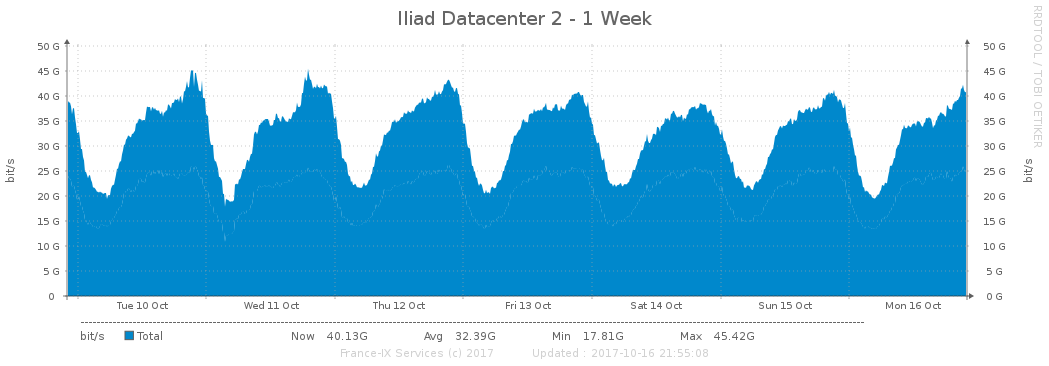 Iliad Datacenter 2 - 1 Week
RRDTOOL / TOBI OETIKER
50 G 50 G
45 G 45 G
40 G 40 G
35 G 35 G
30 G 30 G
25 G 25 G
20 G 20 G
15 G 15 G
10 G 10 G
5 G 5 G
0 0 G
bit/s bit/s
Tue 10 Oct Wed 11 Oct Thu 12 Oct Fri 13 Oct Sat 14 Oct Sun 15 Oct Mon 16 Oct
bit/s Total Now 40.13G Avg 32.39G Min 17.81G Max 45.42G
France-IX Services (c) 2017 Updated : 2017-10-16 21:55:08